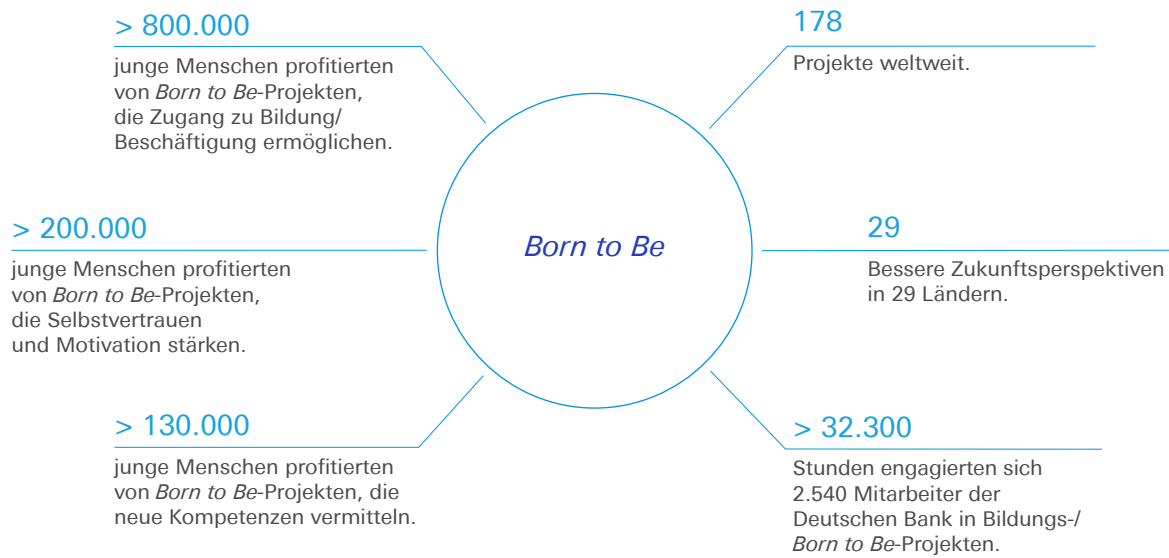 > 800.000
junge Menschen profitierten
von Born to Be-Projekten,
die Zugang zu Bildung/
Beschäftigung ermöglichen.
> 200.000
junge Menschen profitierten
von Born to Be-Projekten,
die Selbstvertrauen
und Motivation stärken.
> 130.000
junge Menschen profitierten
von Born to Be-Projekten, die
neue Kompetenzen vermitteln.
Born to Be
178
Projekte weltweit.
29
Bessere Zukunftsperspektiven
in 29 Ländern.
> 32.300
Stunden engagierten sich
2.540 Mitarbeiter der
Deutschen Bank in Bildungs-/
Born to Be-Projekten.